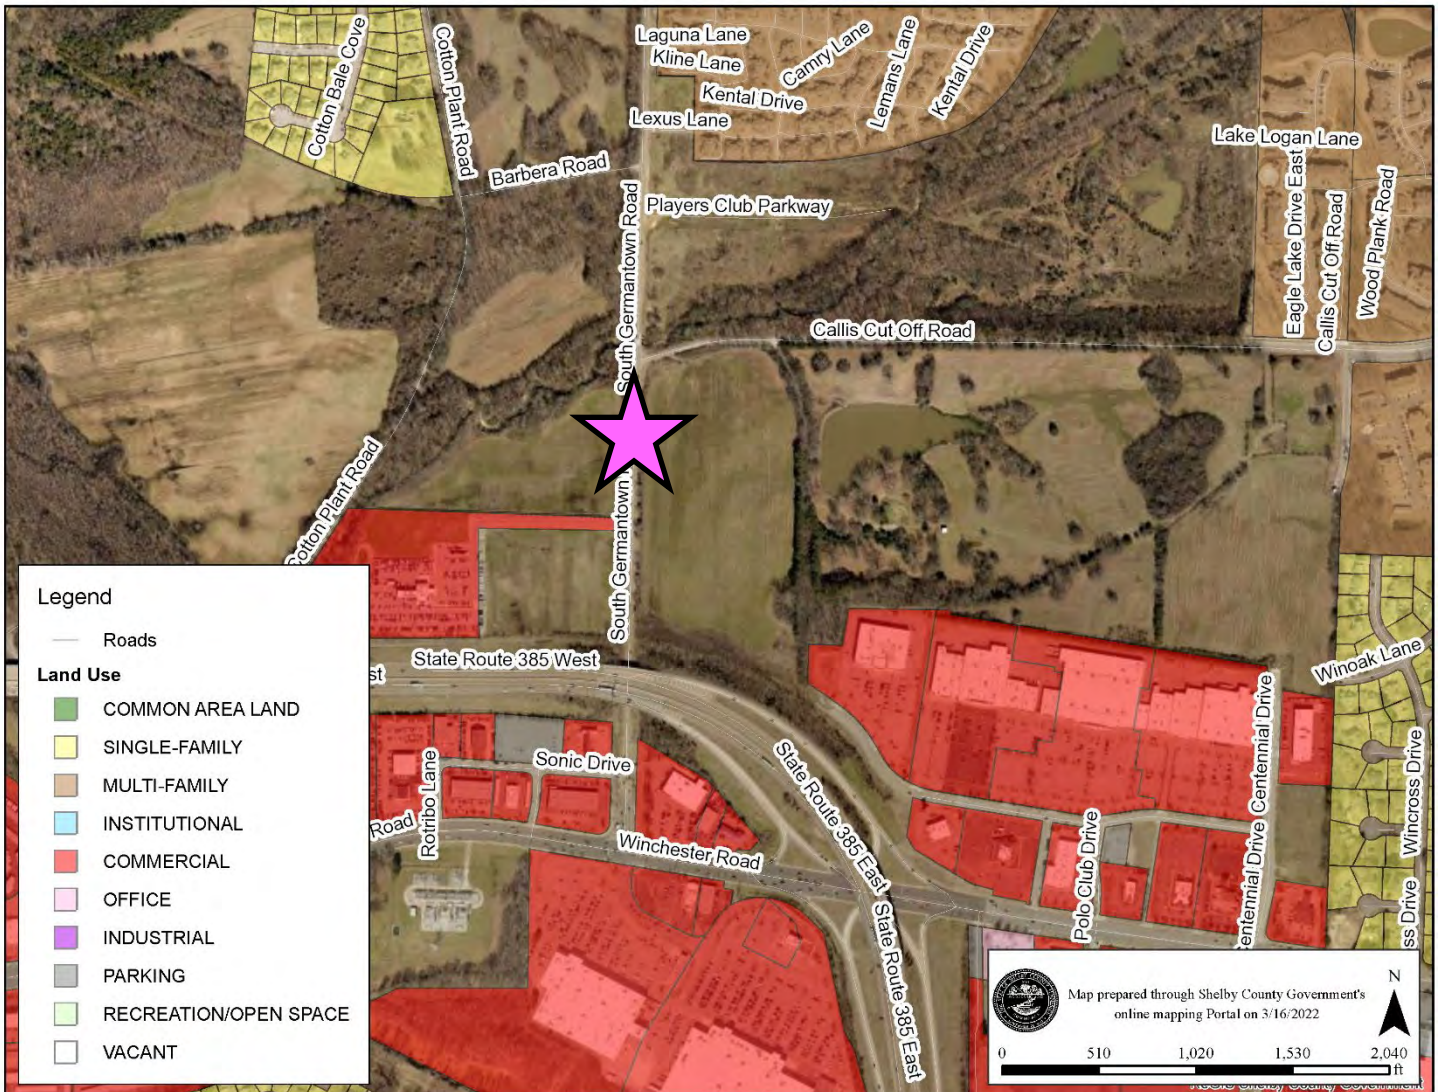 Laguna Lane
Kline Lane
Camry Lane
Lemans Lane
Kental Drive
Kental Drive
Lexus Lane
Cotton Bale Cove
Cotton Plant Road
Barbera Road
Players Club Parkway
South Germantown Road
Lake Logan Lane
Eagle Lake Drive East
Callis Cut Off Road
Wood Plank Road
Callis Cut Off Road
Cotton Plant Road
South Germantown
South Germantown Road
State Route 385 West
st
Winoak Lane
Wincross Drive
ss Drive
Centennial Drive
Centennial Drive
Sonic Drive
Rotribo Lane
Road
Winchester Road
State Route 385 East
State Route 385 East
Polo Club Drive
Legend
Roads
Land Use
COMMON AREA LAND
SINGLE-FAMILY
MULTI-FAMILY
INSTITUTIONAL
COMMERCIAL
OFFICE
INDUSTRIAL
PARKING
RECREATION/OPEN SPACE
VACANT
Map prepared through Shelby County Government's
online mapping Portal on 3/16/2022
N
0 510 1,020 1,530 2,040
ft